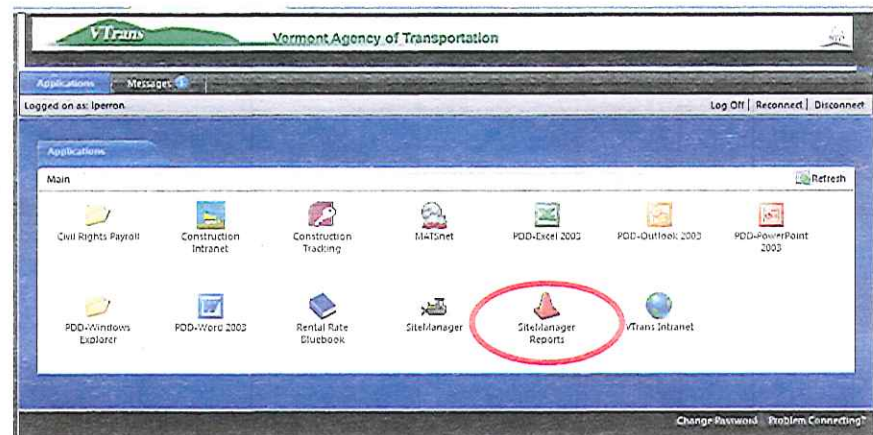 VTrans Vermont Agency of Transportation
Applications Messages
Logged on as: lperron Log Off | Reconnect | Disconnect
Applications
Main Refresh
Civil Rights Payroll Construction Intranet Construction Tracking MATSnet PDD-Excel 2003 PDD-Outlook 2003 PDD-PowerPoint 2003
PDD-Windows Explorer PDD-Word 2003 Rental Rate Bluebook SiteManager SiteManager Reports VTrans Intranet
Change Password Problem Connecting?